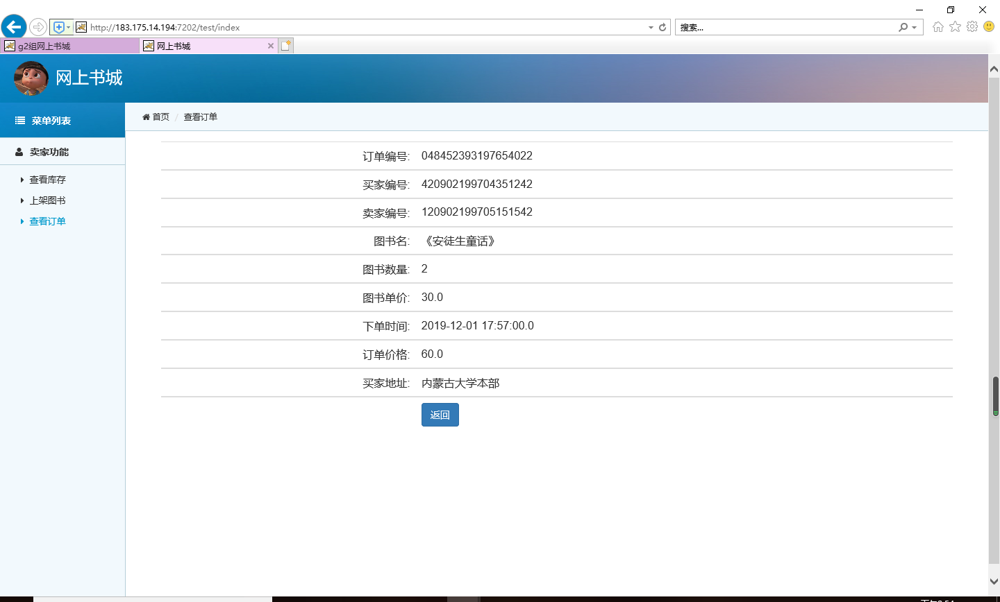 http://183.175.14.194:7202/test/index
搜索...
g2组网上书城
网上书城
网上书城
菜单列表
首页 / 查看订单
卖家功能
查看库存
上架图书
查看订单
订单编号: 048452393197654022
买家编号: 420902199704351242
卖家编号: 120902199705151542
图书名: 《安徒生童话》
图书数量: 2
图书单价: 30.0
下单时间: 2019-12-01 17:57:00.0
订单价格: 60.0
买家地址: 内蒙古大学本部
返回